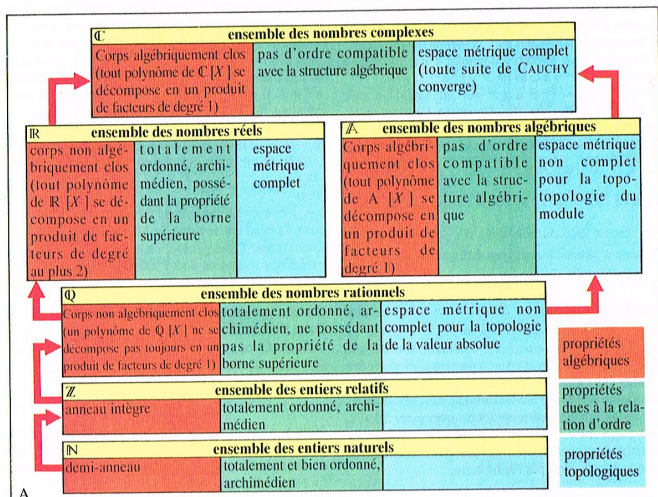 ℂ ensemble des nombres complexes
Corps algébriquement clos
(tout polynôme de ℂ [X] se
décompose en un produit
de facteurs de degré 1)
pas d'ordre compatible
avec la structure algébrique
espace métrique complet
(toute suite de CAUCHY
converge)
ℝ ensemble des nombres réels
corps non algé-
briquement clos
(tout polynôme
de ℝ [X] se dé-
compose en un
produit de fac-
teurs de degré
au plus 2)
totalement
ordonné, archi-
médien, possé-
dant la propriété
de la borne
supérieure
espace
métrique
complet
𝔸 ensemble des nombres algébriques
Corps algébri-
quement clos
(tout polynôme
de A [X] se
décompose en un
produit de
facteurs de
degré 1)
pas d'ordre
compatible
avec la struc-
ture algébri-
que
espace métrique
non complet
pour la topo-
topologie du
module
ℚ ensemble des nombres rationnels
Corps non algébriquement clos
(un polynôme de ℚ [X] ne se
décompose pas toujours en un
produit de facteurs de degré 1)
totalement ordonné, ar-
chimédien, ne possédant
pas la propriété de la
borne supérieure
espace métrique non
complet pour la topologie
de la valeur absolue
ℤ ensemble des entiers relatifs
anneau intègre
totalement ordonné, archi-
médien
ℕ ensemble des entiers naturels
demi-anneau
totalement et bien ordonné,
archimédien
propriétés
algébriques
propriétés
dues à la rela-
tion d'ordre
propriétés
topologiques
A